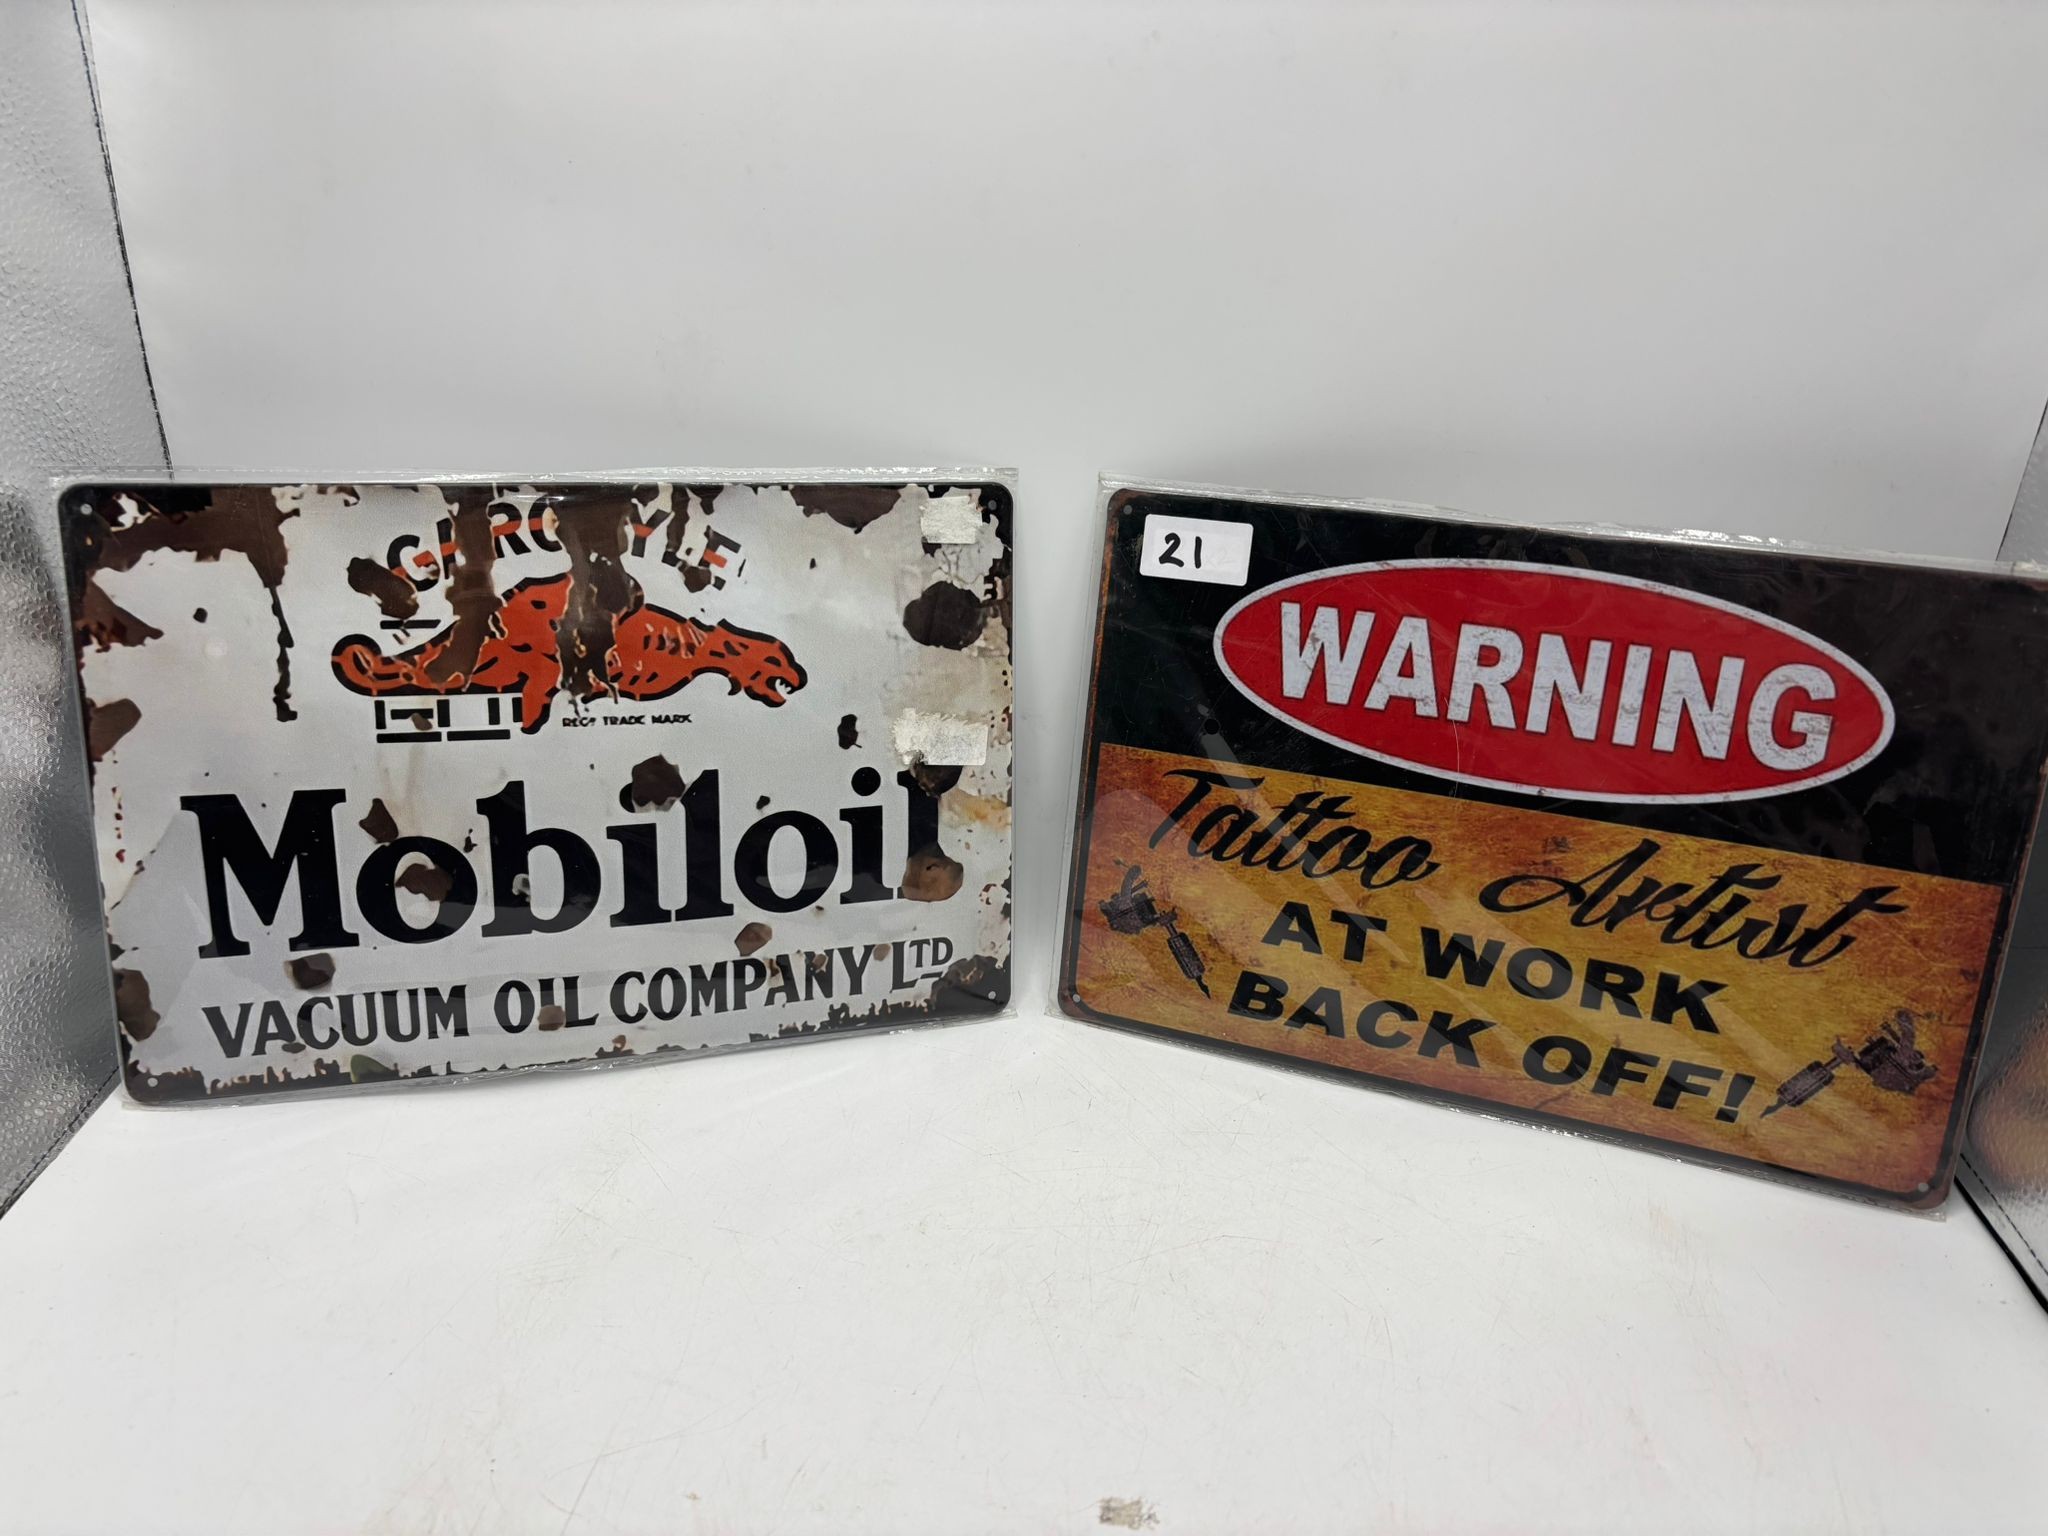 GARGOYLE
REGD TRADE MARK
Mobiloil
VACUUM OIL COMPANY LTD
21
WARNING
Tattoo Artist
AT WORK
BACK OFF!